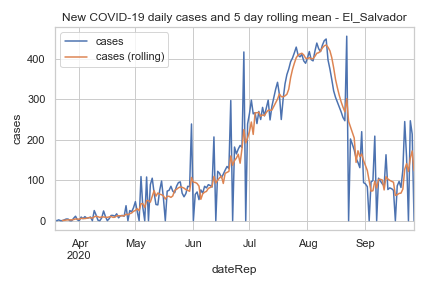 New COVID-19 daily cases and 5 day rolling mean - El_Salvador
cases
cases (rolling)
cases
400
300
200
100
0
Apr
2020
May
Jun
Jul
Aug
Sep
dateRep